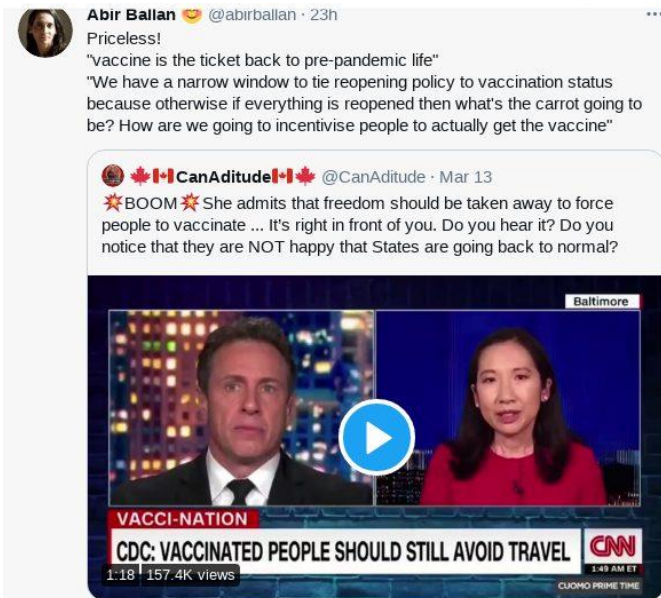 Abir Ballan 😊 @abirballan · 23h ...
Priceless!
"vaccine is the ticket back to pre-pandemic life"
"We have a narrow window to tie reopening policy to vaccination status
because otherwise if everything is reopened then what's the carrot going to
be? How are we going to incentivise people to actually get the vaccine"
🍁🇨🇦CanAditude🇨🇦🍁 @CanAditude · Mar 13
💥BOOM💥She admits that freedom should be taken away to force
people to vaccinate ... It's right in front of you. Do you hear it? Do you
notice that they are NOT happy that States are going back to normal?
Baltimore
VACCI-NATION
CDC: VACCINATED PEOPLE SHOULD STILL AVOID TRAVEL
CNN
1:49 AM ET
1:18 157.4K views
CUOMO PRIME TIME